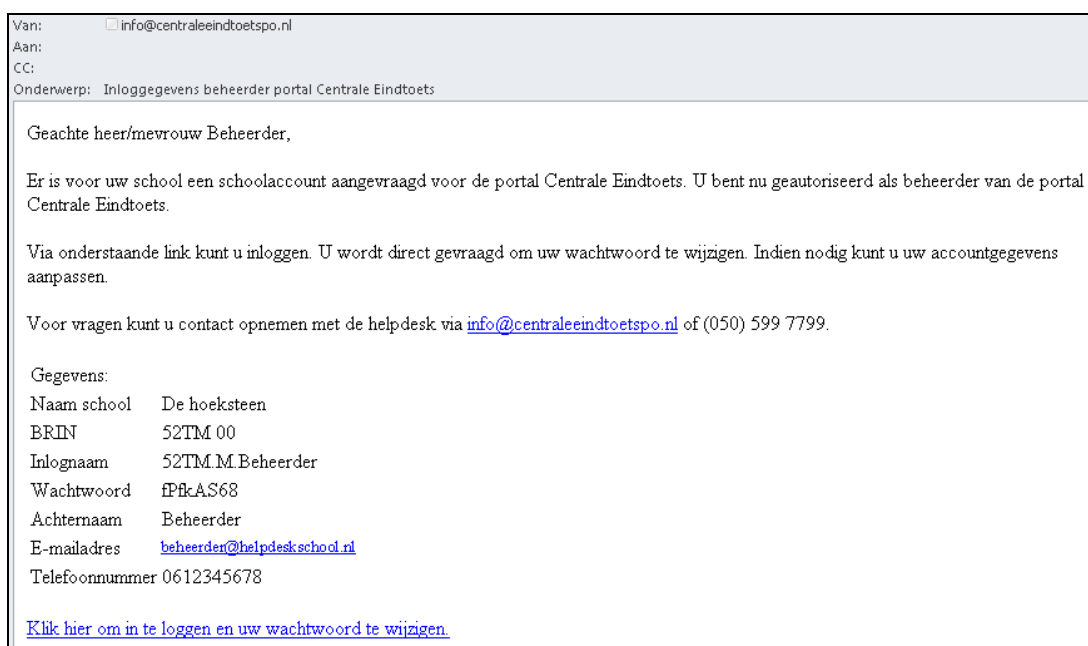 Van: info@centraleeindtoetspo.nl
Aan:
CC:
Onderwerp: Inloggegevens beheerder portal Centrale Eindtoets
Geachte heer/mevrouw Beheerder,
Er is voor uw school een schoolaccount aangevraagd voor de portal Centrale Eindtoets. U bent nu geautoriseerd als beheerder van de portal
Centrale Eindtoets.
Via onderstaande link kunt u inloggen. U wordt direct gevraagd om uw wachtwoord te wijzigen. Indien nodig kunt u uw accountgegevens
aanpassen.
Voor vragen kunt u contact opnemen met de helpdesk via info@centraleeindtoetspo.nl of (050) 599 7799.
Gegevens:
Naam school De hoeksteen
BRIN 52TM 00
Inlognaam 52TM.M.Beheerder
Wachtwoord fPfkAS68
Achternaam Beheerder
E-mailadres beheerder@helpdeskschool.nl
Telefoonnummer 0612345678
Klik hier om in te loggen en uw wachtwoord te wijzigen.